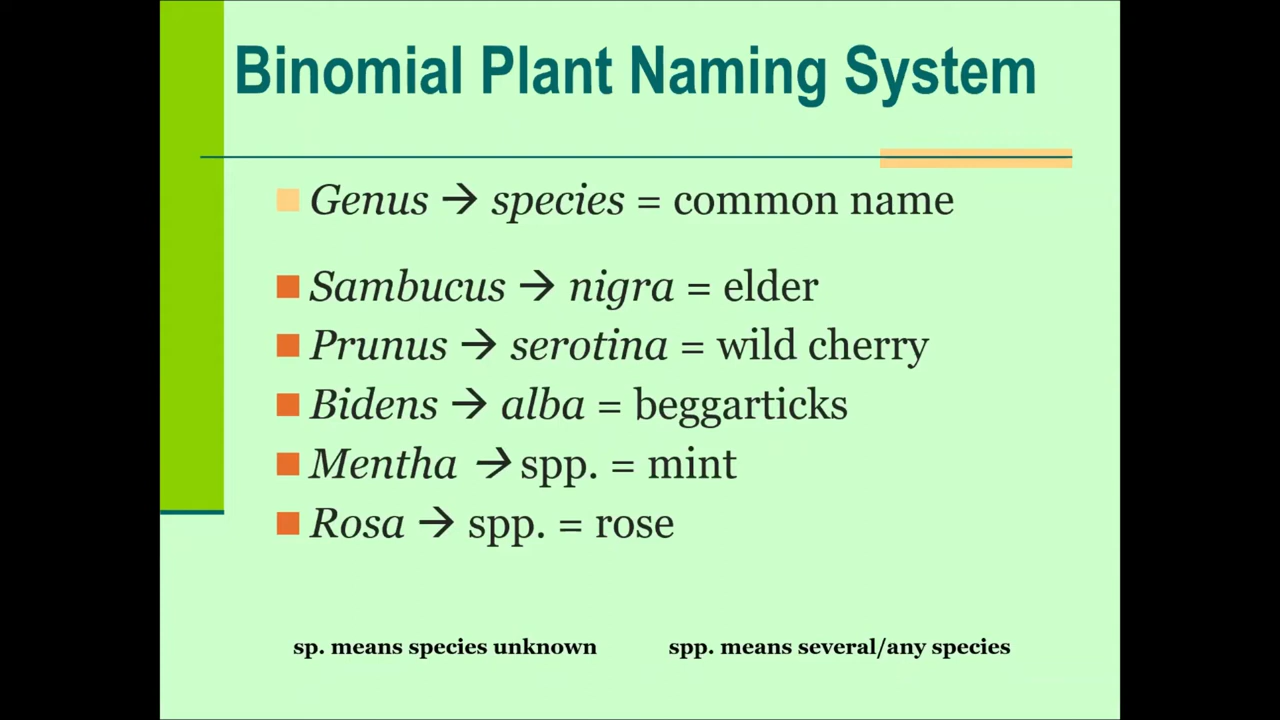 Binomial Plant Naming System
Genus → species = common name
Sambucus → nigra = elder
Prunus → serotina = wild cherry
Bidens → alba = beggarticks
Mentha → spp. = mint
Rosa → spp. = rose
sp. means species unknown spp. means several/any species